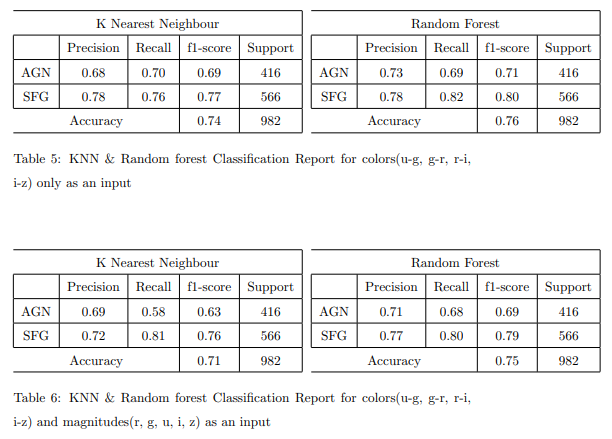 K Nearest Neighbour
Precision Recall f1-score Support
AGN 0.68 0.70 0.69 416
SFG 0.78 0.76 0.77 566
Accuracy 0.74 982
Random Forest
Precision Recall f1-score Support
AGN 0.73 0.69 0.71 416
SFG 0.78 0.82 0.80 566
Accuracy 0.76 982
Table 5: KNN & Random forest Classification Report for colors(u-g, g-r, r-i,
i-z) only as an input
K Nearest Neighbour
Precision Recall f1-score Support
AGN 0.69 0.58 0.63 416
SFG 0.72 0.81 0.76 566
Accuracy 0.71 982
Random Forest
Precision Recall f1-score Support
AGN 0.71 0.68 0.69 416
SFG 0.77 0.80 0.79 566
Accuracy 0.75 982
Table 6: KNN & Random forest Classification Report for colors(u-g, g-r, r-i,
i-z) and magnitudes(r, g, u, i, z) as an input